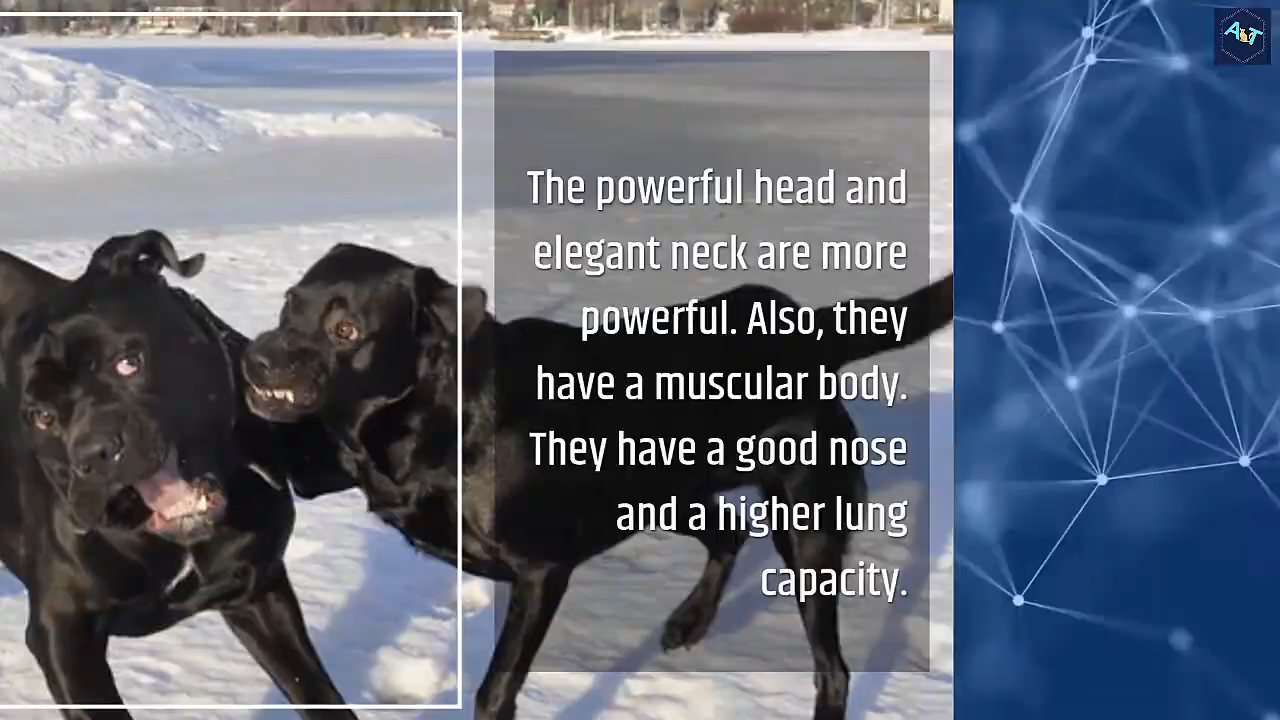 A&T
The powerful head and
elegant neck are more
powerful. Also, they
have a muscular body.
They have a good nose
and a higher lung
capacity.